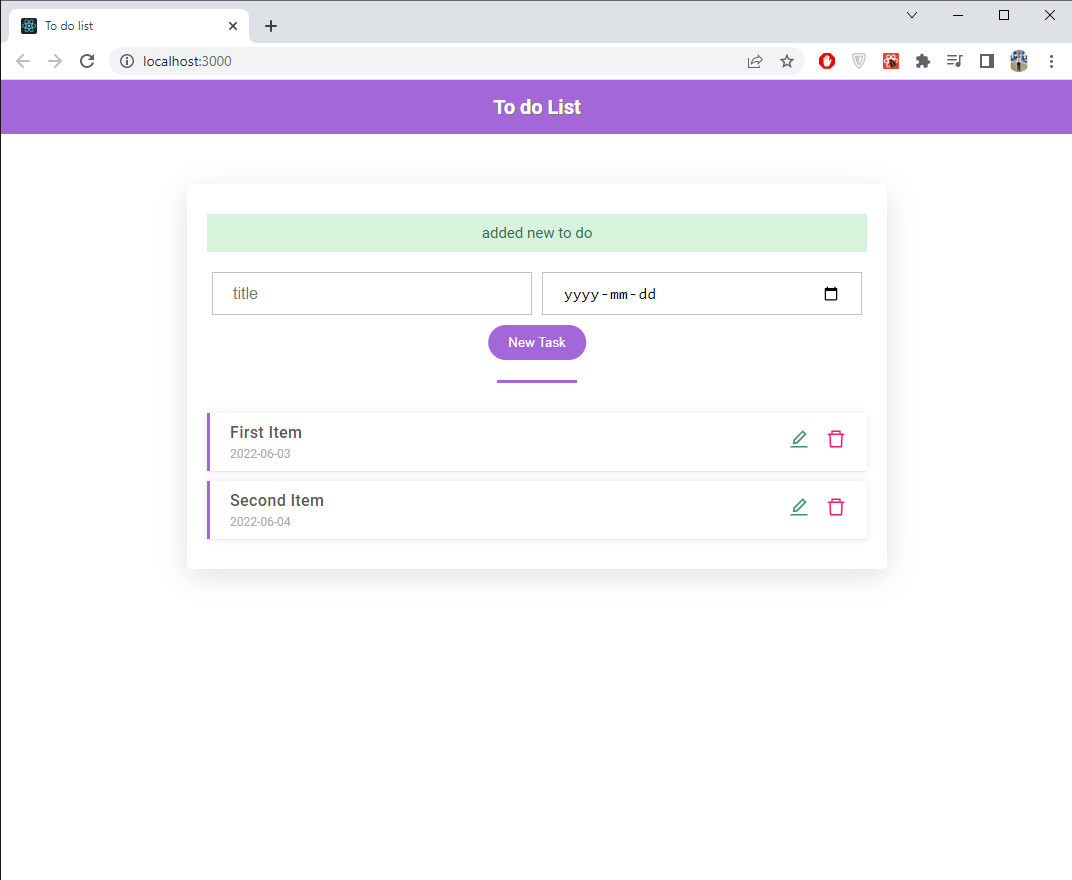 To do list
localhost:3000
To do List
added new to do
title
yyyy-mm-dd
New Task
First Item
2022-06-03
Second Item
2022-06-04